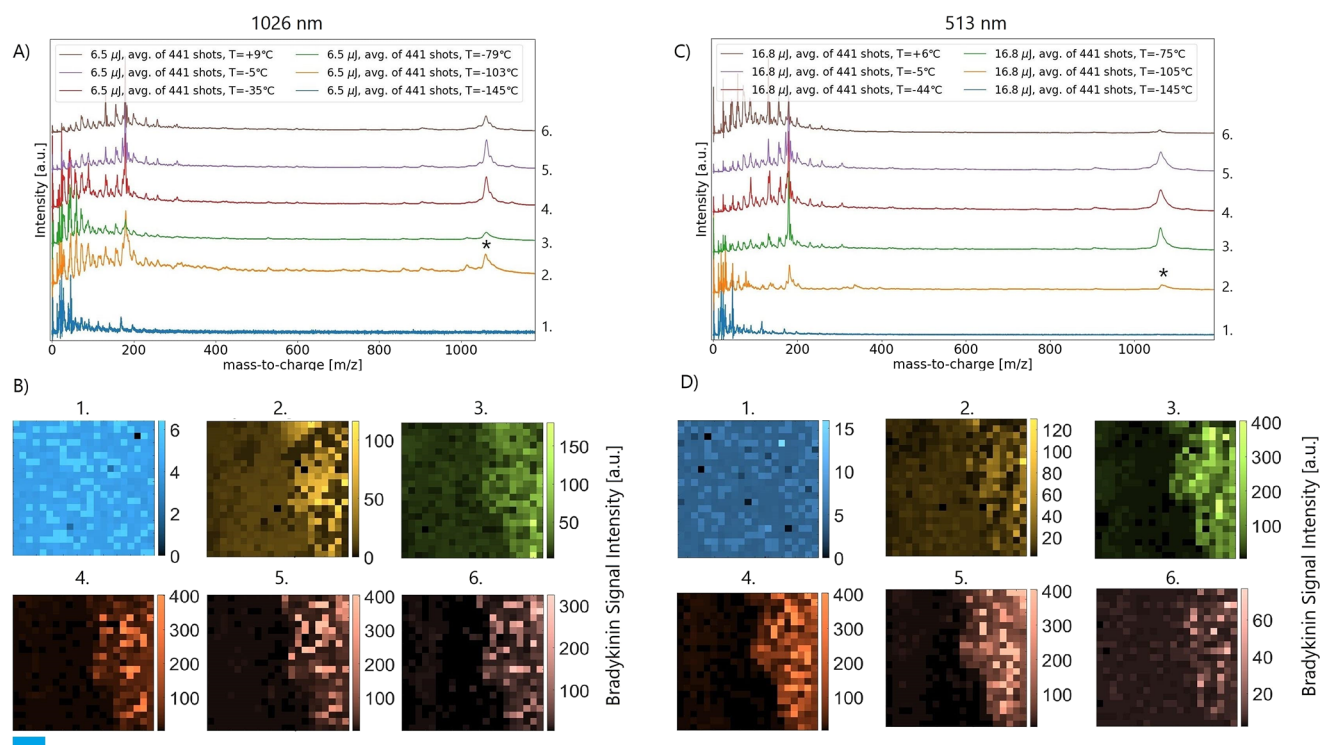 1026 nm
513 nm
A)
6.5 μJ, avg. of 441 shots, T=+9°C
6.5 μJ, avg. of 441 shots, T=-79°C
6.5 μJ, avg. of 441 shots, T=-5°C
6.5 μJ, avg. of 441 shots, T=-103°C
6.5 μJ, avg. of 441 shots, T=-35°C
6.5 μJ, avg. of 441 shots, T=-145°C
6.
5.
4.
3.
*
2.
1.
Intensity [a.u.]
0 200 400 600 800 1000
mass-to-charge [m/z]
C)
16.8 μJ, avg. of 441 shots, T=+6°C
16.8 μJ, avg. of 441 shots, T=-75°C
16.8 μJ, avg. of 441 shots, T=-5°C
16.8 μJ, avg. of 441 shots, T=-105°C
16.8 μJ, avg. of 441 shots, T=-44°C
16.8 μJ, avg. of 441 shots, T=-145°C
6.
5.
4.
3.
*
2.
1.
Intensity [a.u.]
0 200 400 600 800 1000
mass-to-charge [m/z]
B)
1. 2. 3.
6
4
2
0
100
50
0
150
100
50
4. 5. 6.
400
300
200
100
400
300
200
100
300
200
100
Bradykinin Signal Intensity [a.u.]
D)
1. 2. 3.
15
10
5
0
120
100
80
60
40
20
400
300
200
100
4. 5. 6.
400
300
200
100
400
300
200
100
60
40
20
Bradykinin Signal Intensity [a.u.]